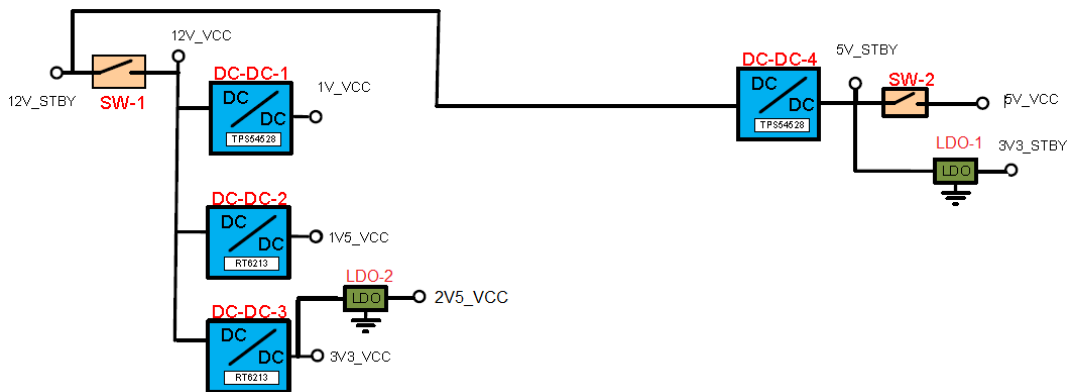 12V_VCC
12V_STBY
SW-1
DC-DC-1
DC
DC
TPS54528
1V_VCC
DC-DC-2
DC
DC
RT6213
1V5_VCC
DC-DC-3
DC
DC
RT6213
3V3_VCC
LDO-2
LDO
2V5_VCC
DC-DC-4
DC
DC
TPS54528
5V_STBY
SW-2
5V_VCC
LDO-1
LDO
3V3_STBY